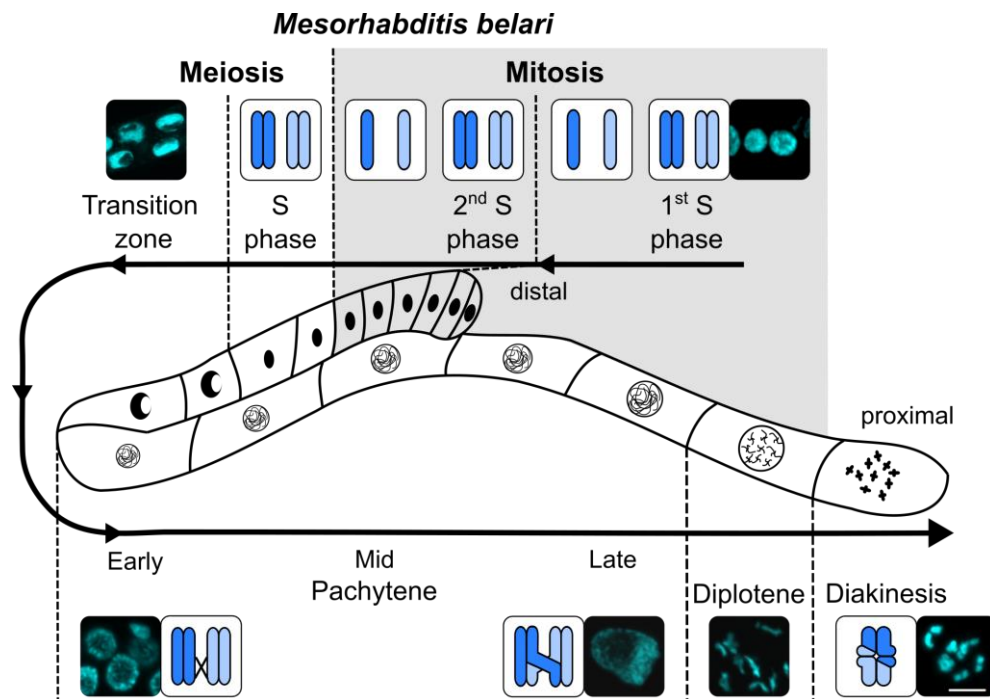 Mesorhabditis belari
Meiosis
Mitosis
Transition
zone
S
phase
2nd S
phase
1st S
phase
distal
proximal
Early
Mid
Late
Pachytene
Diplotene
Diakinesis